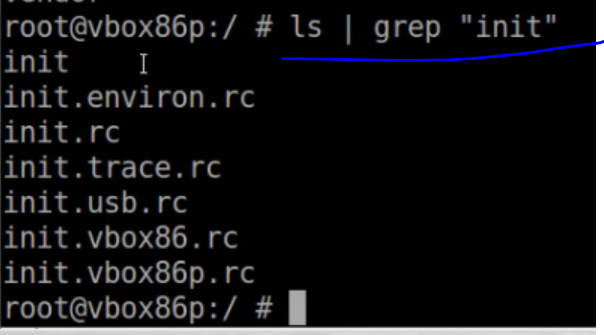 root@vbox86p:/ # ls | grep "init"
init
init.environ.rc
init.rc
init.trace.rc
init.usb.rc
init.vbox86.rc
init.vbox86p.rc
root@vbox86p:/ #